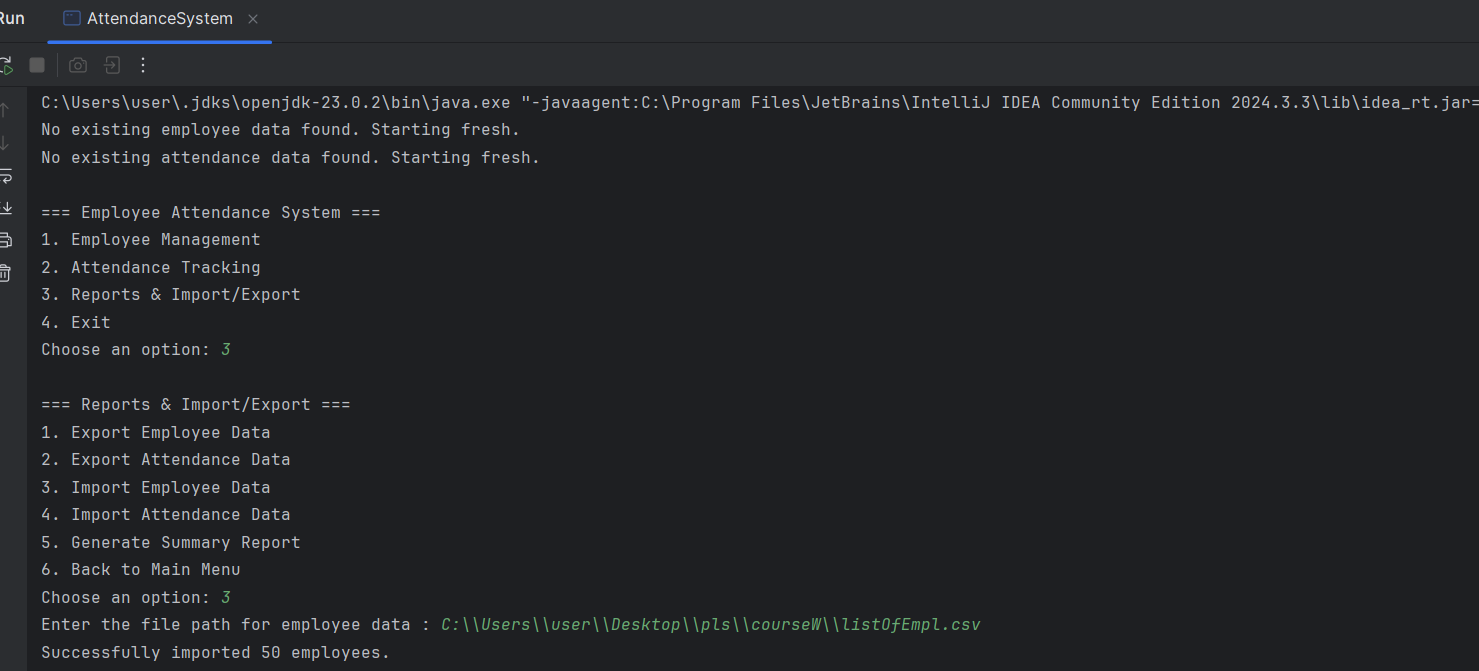 Run AttendanceSystem
C:\Users\user\.jdks\openjdk-23.0.2\bin\java.exe "-javaagent:C:\Program Files\JetBrains\IntelliJ IDEA Community Edition 2024.3.3\lib\idea_rt.jar=
No existing employee data found. Starting fresh.
No existing attendance data found. Starting fresh.
=== Employee Attendance System ===
1. Employee Management
2. Attendance Tracking
3. Reports & Import/Export
4. Exit
Choose an option: 3
=== Reports & Import/Export ===
1. Export Employee Data
2. Export Attendance Data
3. Import Employee Data
4. Import Attendance Data
5. Generate Summary Report
6. Back to Main Menu
Choose an option: 3
Enter the file path for employee data : C:\\Users\\user\\Desktop\\pls\\courseW\\listOfEmpl.csv
Successfully imported 50 employees.